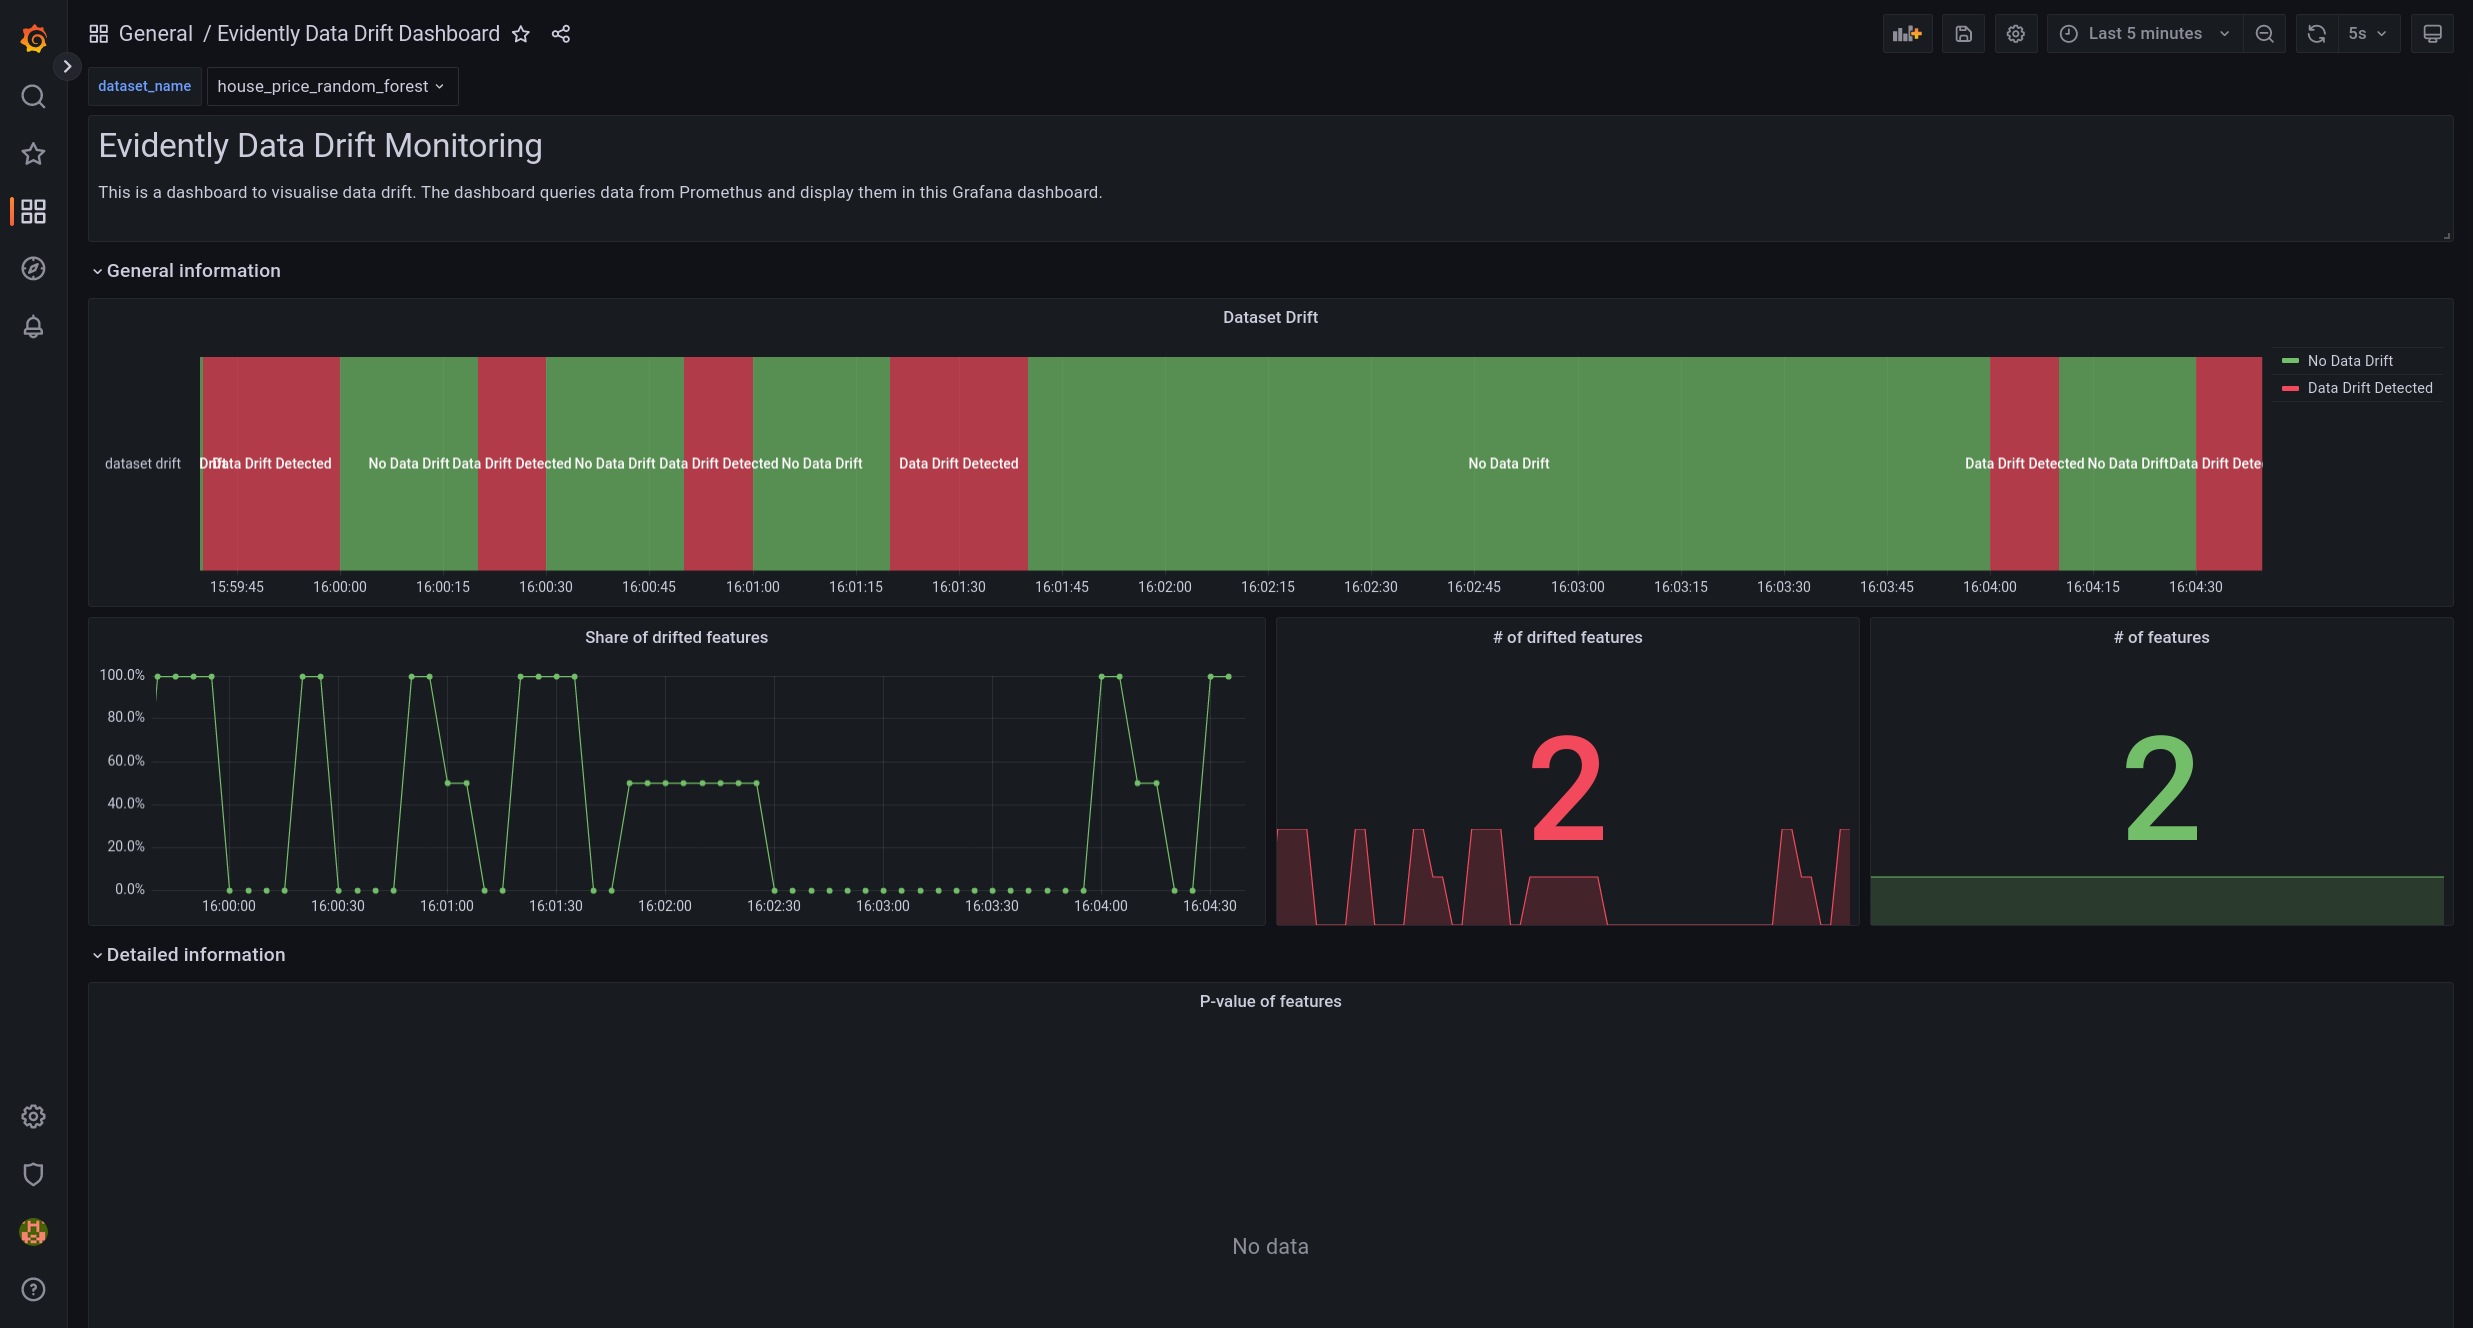 General / Evidently Data Drift Dashboard
Last 5 minutes
5s
dataset_name
house_price_random_forest
Evidently Data Drift Monitoring
This is a dashboard to visualise data drift. The dashboard queries data from Promethus and display them in this Grafana dashboard.
General information
Dataset Drift
No Data Drift
Data Drift Detected
dataset drift
Drift
Data Drift Detected
No Data Drift
Data Drift Detected
No Data Drift
Data Drift Detected
No Data Drift
Data Drift Detected
No Data Drift
Data Drift Detected
No Data Drift
Data Drift Dete
15:59:45 16:00:00 16:00:15 16:00:30 16:00:45 16:01:00 16:01:15 16:01:30 16:01:45 16:02:00 16:02:15 16:02:30 16:02:45 16:03:00 16:03:15 16:03:30 16:03:45 16:04:00 16:04:15 16:04:30
Share of drifted features
100.0%
80.0%
60.0%
40.0%
20.0%
0.0%
16:00:00 16:00:30 16:01:00 16:01:30 16:02:00 16:02:30 16:03:00 16:03:30 16:04:00 16:04:30
# of drifted features
2
# of features
2
Detailed information
P-value of features
No data